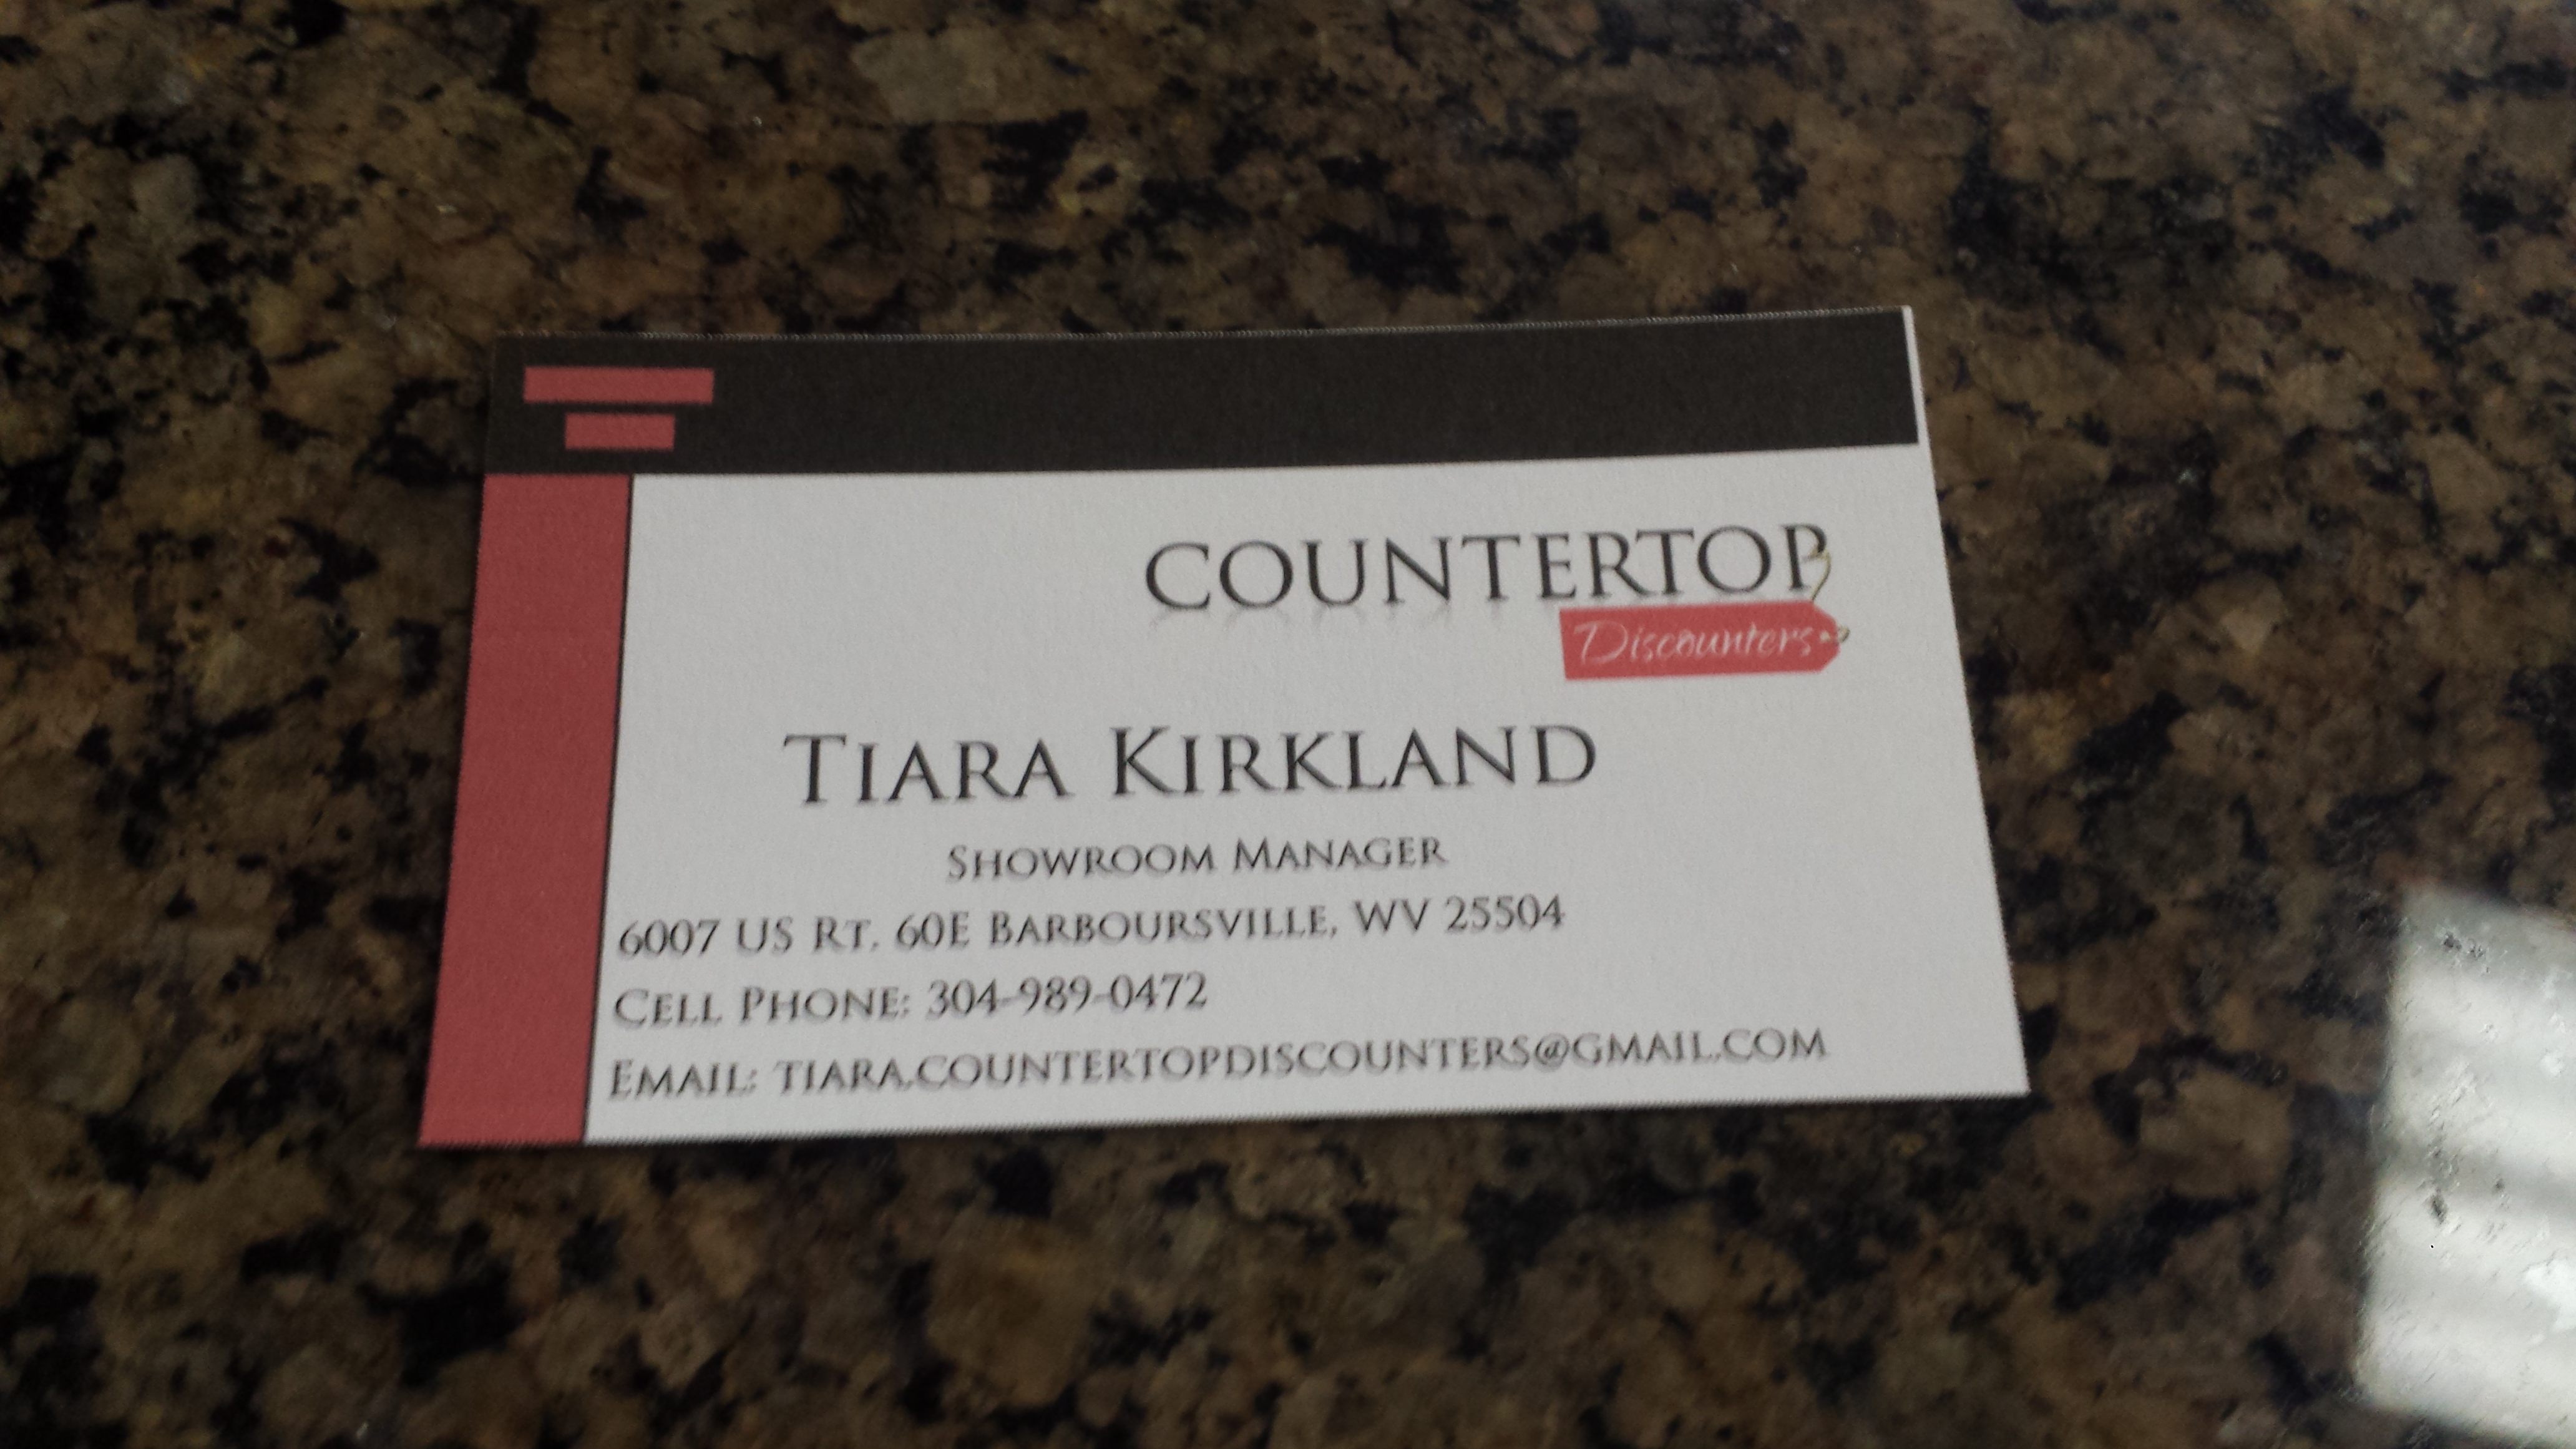 COUNTERTOP
Discounters
TIARA KIRKLAND
SHOWROOM MANAGER
6007 US RT. 60E BARBOURSVILLE, WV 25504
CELL PHONE: 304-989-0472
EMAIL: TIARA.COUNTERTOPDISCOUNTERS@GMAIL.COM